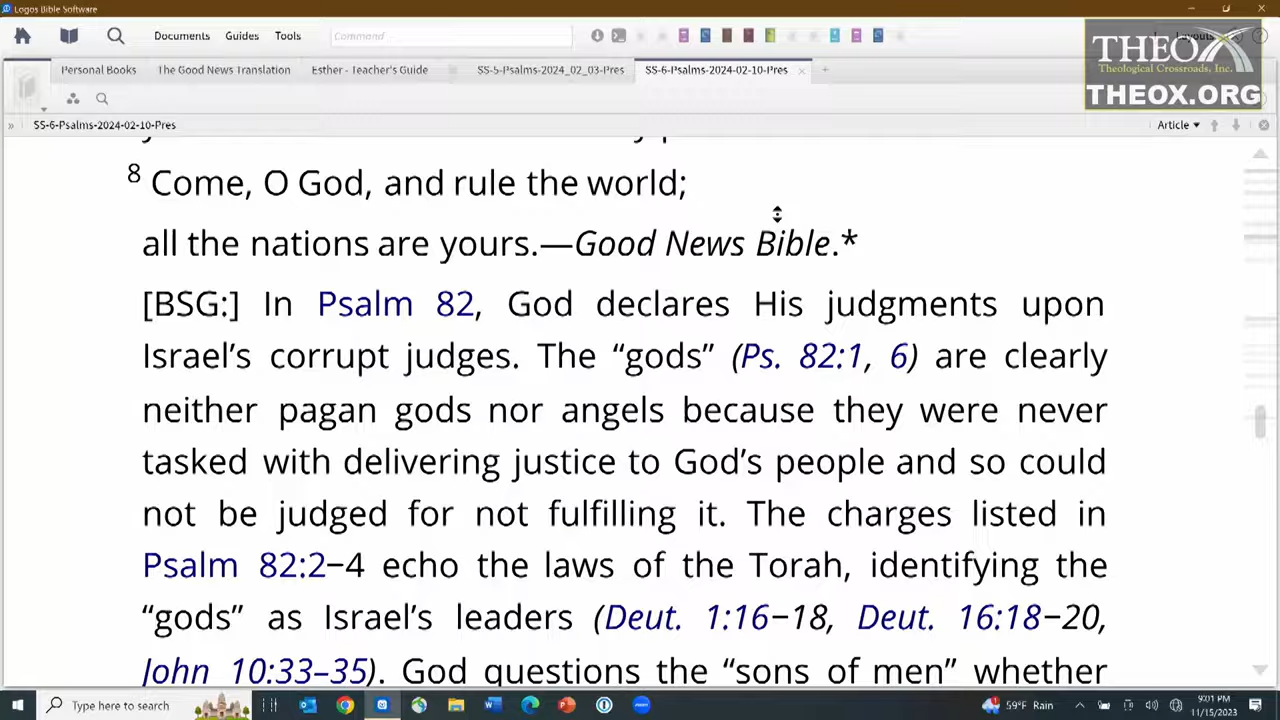 Logos Bible Software
Documents Guides Tools Command Layouts
THEOX
Theological Crossroads, Inc.
THEOX.ORG
Personal Books The Good News Translation Esther - Teacher's Guide SS-5-Psalms-2024_02_03-Pres SS-6-Psalms-2024-02-10-Pres
SS-6-Psalms-2024-02-10-Pres Article
8 Come, O God, and rule the world;
all the nations are yours.—Good News Bible.*
[BSG:] In Psalm 82, God declares His judgments upon
Israel’s corrupt judges. The “gods” (Ps. 82:1, 6) are clearly
neither pagan gods nor angels because they were never
tasked with delivering justice to God’s people and so could
not be judged for not fulfilling it. The charges listed in
Psalm 82:2–4 echo the laws of the Torah, identifying the
“gods” as Israel’s leaders (Deut. 1:16–18, Deut. 16:18–20,
John 10:33–35). God questions the “sons of men” whether
Type here to search
59°F Rain
9:01 PM
11/15/2023